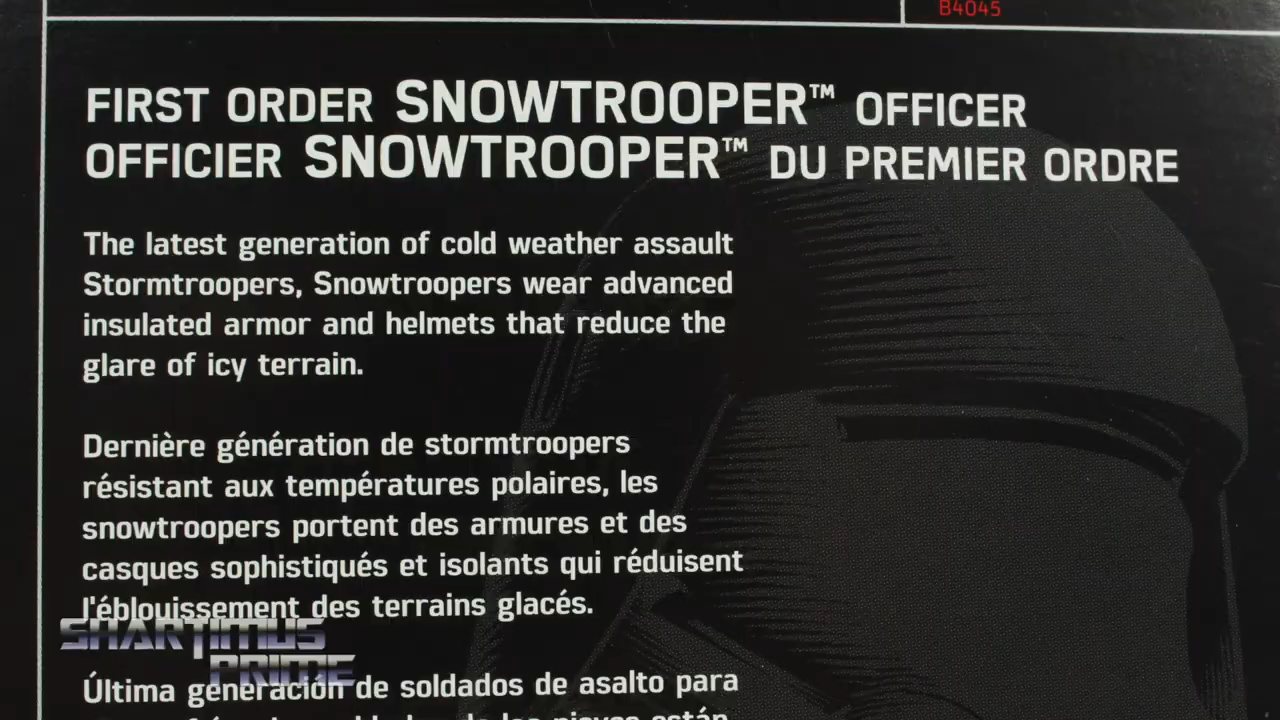 B4045
FIRST ORDER SNOWTROOPER™ OFFICER
OFFICIER SNOWTROOPER™ DU PREMIER ORDRE
The latest generation of cold weather assault
Stormtroopers, Snowtroopers wear advanced
insulated armor and helmets that reduce the
glare of icy terrain.
Dernière génération de stormtroopers
résistant aux températures polaires, les
snowtroopers portent des armures et des
casques sophistiqués et isolants qui réduisent
l'éblouissement des terrains glacés.
SHARTIMUS
PRIME
Última generación de soldados de asalto para